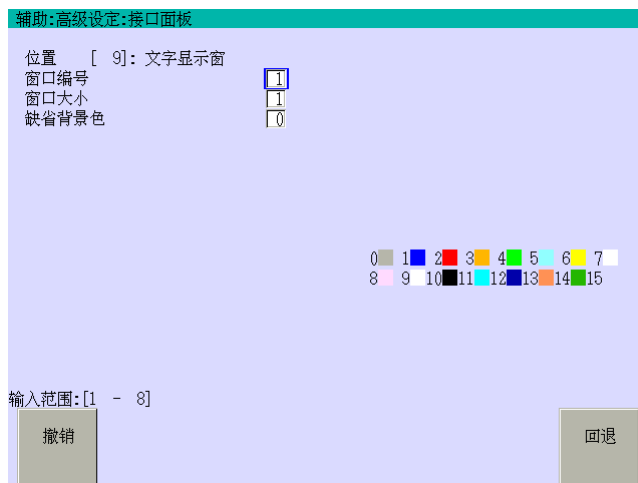 辅助:高级设定:接口面板
位置 [ 9]: 文字显示窗
窗口编号 1
窗口大小 1
缺省背景色 0
0 1 2 3 4 5 6 7
8 9 10 11 12 13 14 15
输入范围:[1 - 8]
撤销 回退